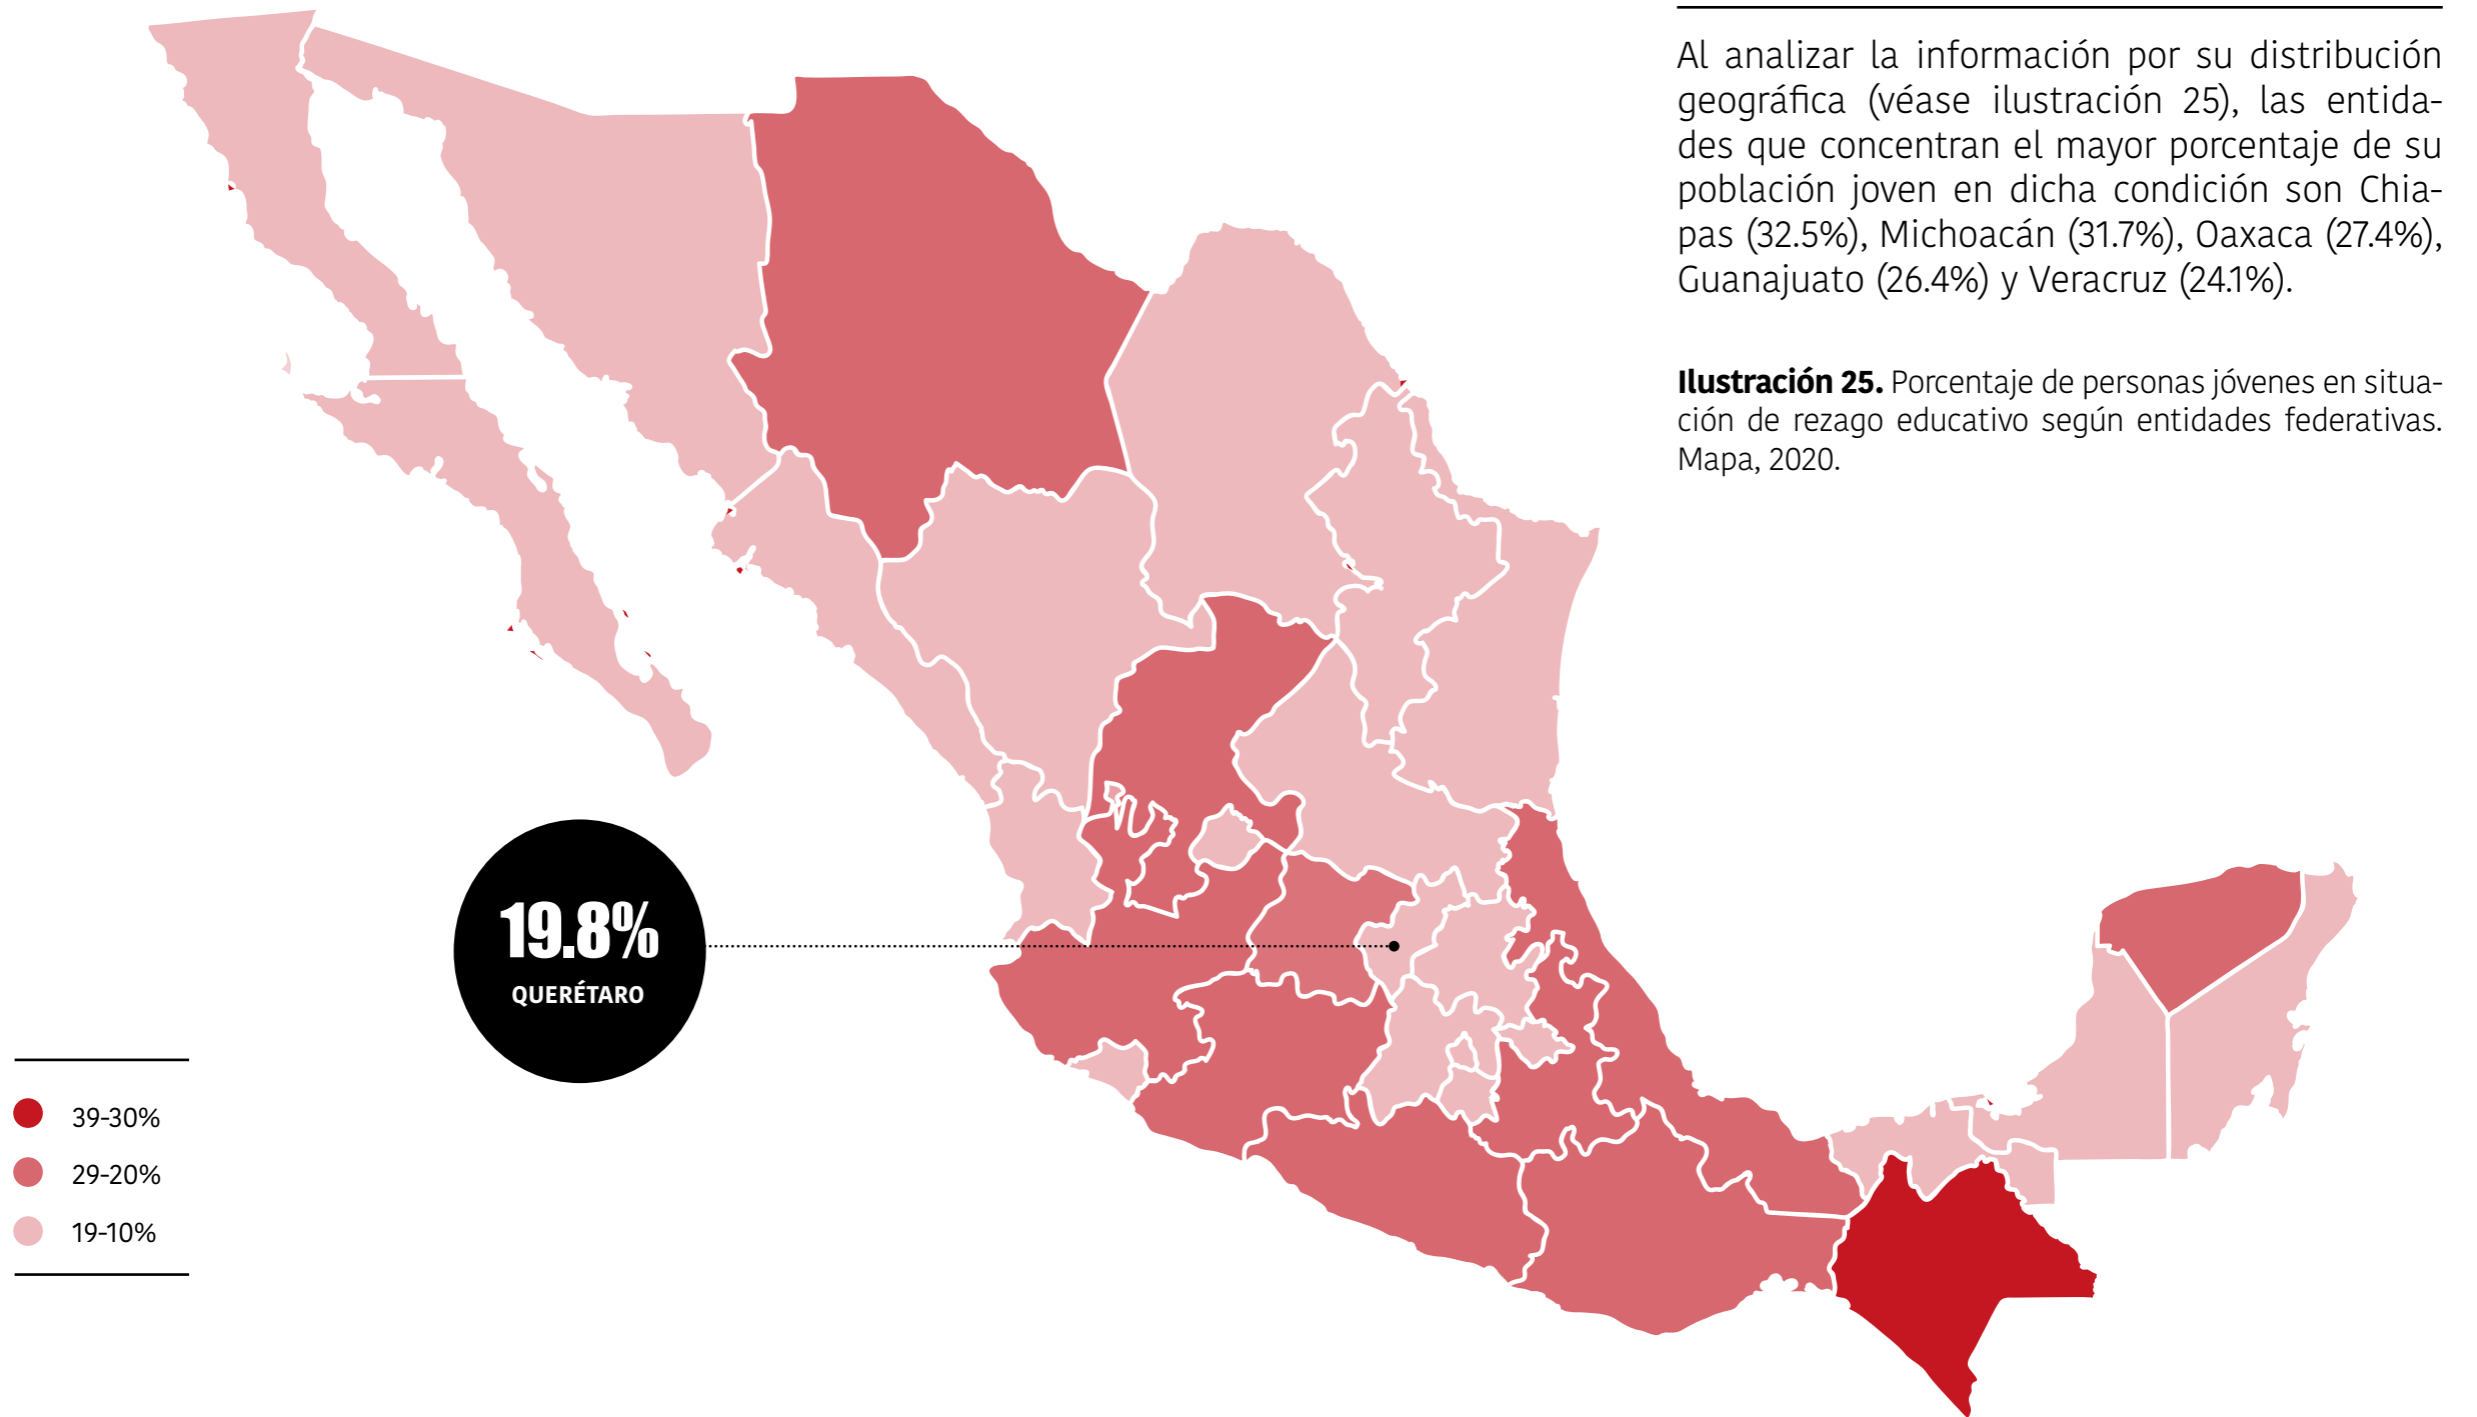 Al analizar la información por su distribución
geográfica (véase ilustración 25), las entida-
des que concentran el mayor porcentaje de su
población joven en dicha condición son Chia-
pas (32.5%), Michoacán (31.7%), Oaxaca (27.4%),
Guanajuato (26.4%) y Veracruz (24.1%).
Ilustración 25. Porcentaje de personas jóvenes en situa-
ción de rezago educativo según entidades federativas.
Mapa, 2020.
19.8%
QUERÉTARO
39-30%
29-20%
19-10%